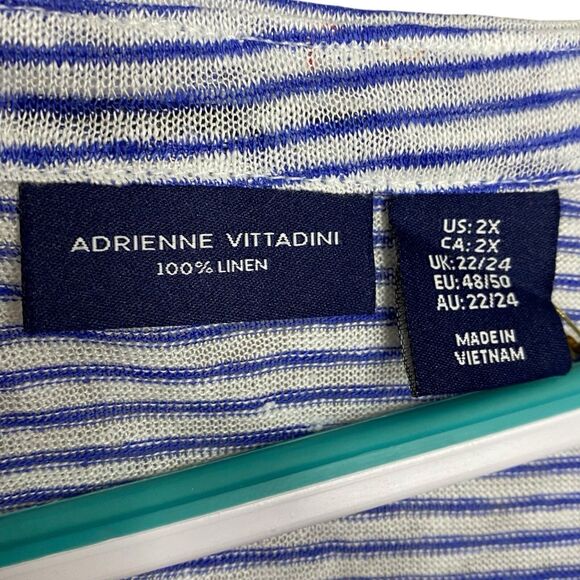 ADRIENNE VITTADINI
100% LINEN
US: 2X
CA: 2X
UK: 22/24
EU: 48/50
AU: 22/24
MADE IN
VIETNAM